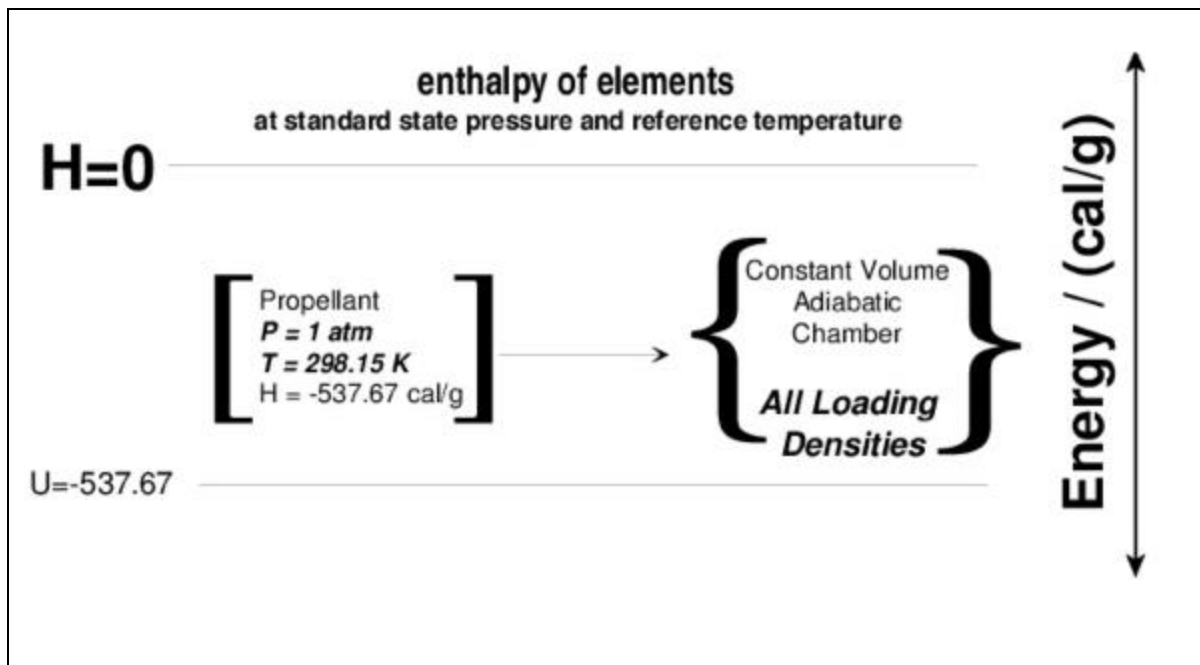 enthalpy of elements
at standard state pressure and reference temperature
H=0
Propellant
P = 1 atm
T = 298.15 K
H = -537.67 cal/g
Constant Volume
Adiabatic
Chamber
All Loading
Densities
U=-537.67
Energy / (cal/g)